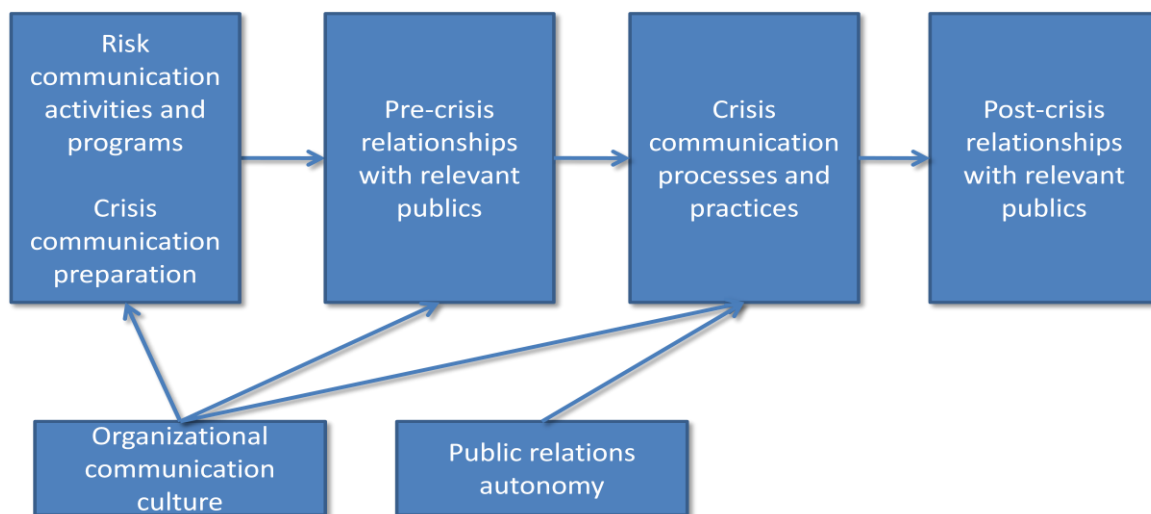 Risk
communication
activities and
programs
Crisis
communication
preparation
Pre-crisis
relationships
with relevant
publics
Crisis
communication
processes and
practices
Post-crisis
relationships
with relevant
publics
Organizational
communication
culture
Public relations
autonomy